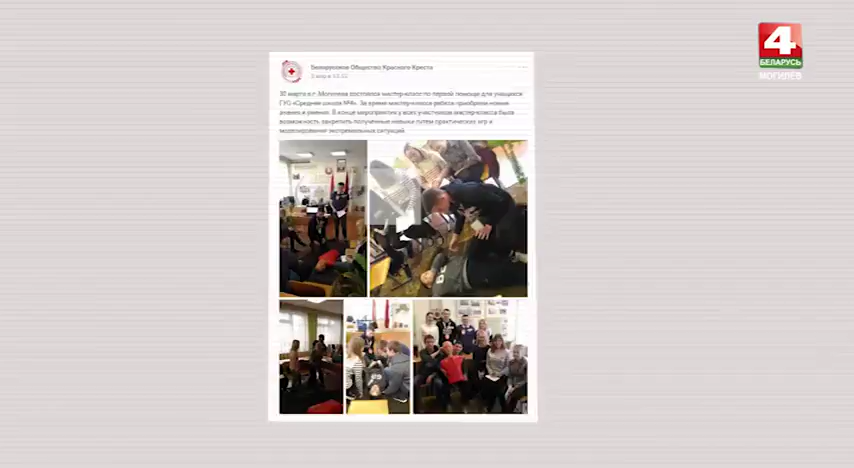 4
БЕЛАРУСЬ
МОГИЛЕВ
Белорусское Общество Красного Креста
30 марта в г. Могилеве состоялся мастер-класс по первой помощи для учащихся
ГУО «Средняя школа №4». За время мастер-класса ребята приобрели новые
знания и умения. В конце мероприятия у всех участников мастер-класса была
возможность закрепить полученные навыки путем практических игр и
моделирования экстремальных ситуаций.